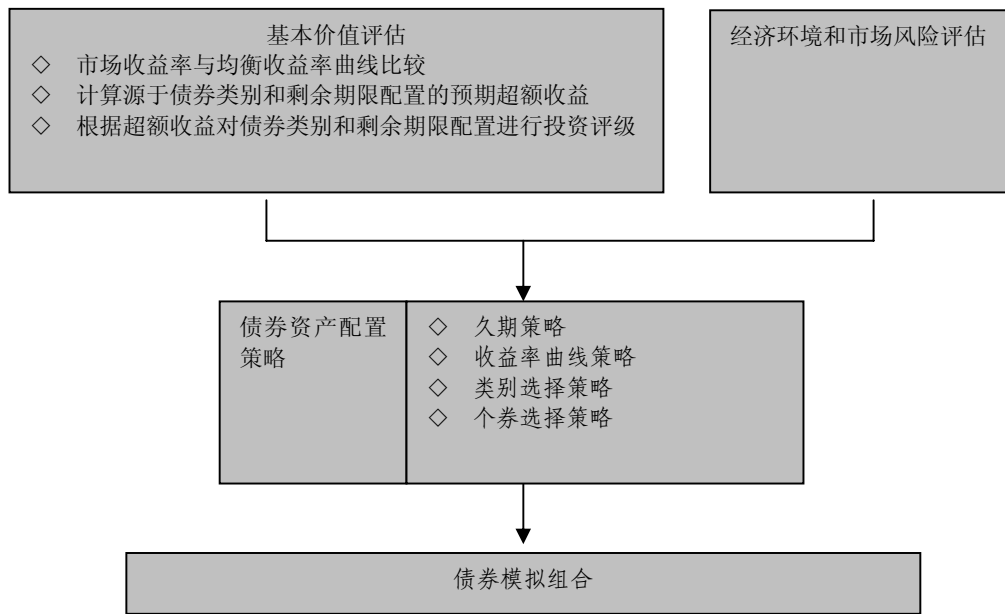 基本价值评估
◇ 市场收益率与均衡收益率曲线比较
◇ 计算源于债券类别和剩余期限配置的预期超额收益
◇ 根据超额收益对债券类别和剩余期限配置进行投资评级
经济环境和市场风险评估
债券资产配置
策略
◇ 久期策略
◇ 收益率曲线策略
◇ 类别选择策略
◇ 个券选择策略
债券模拟组合